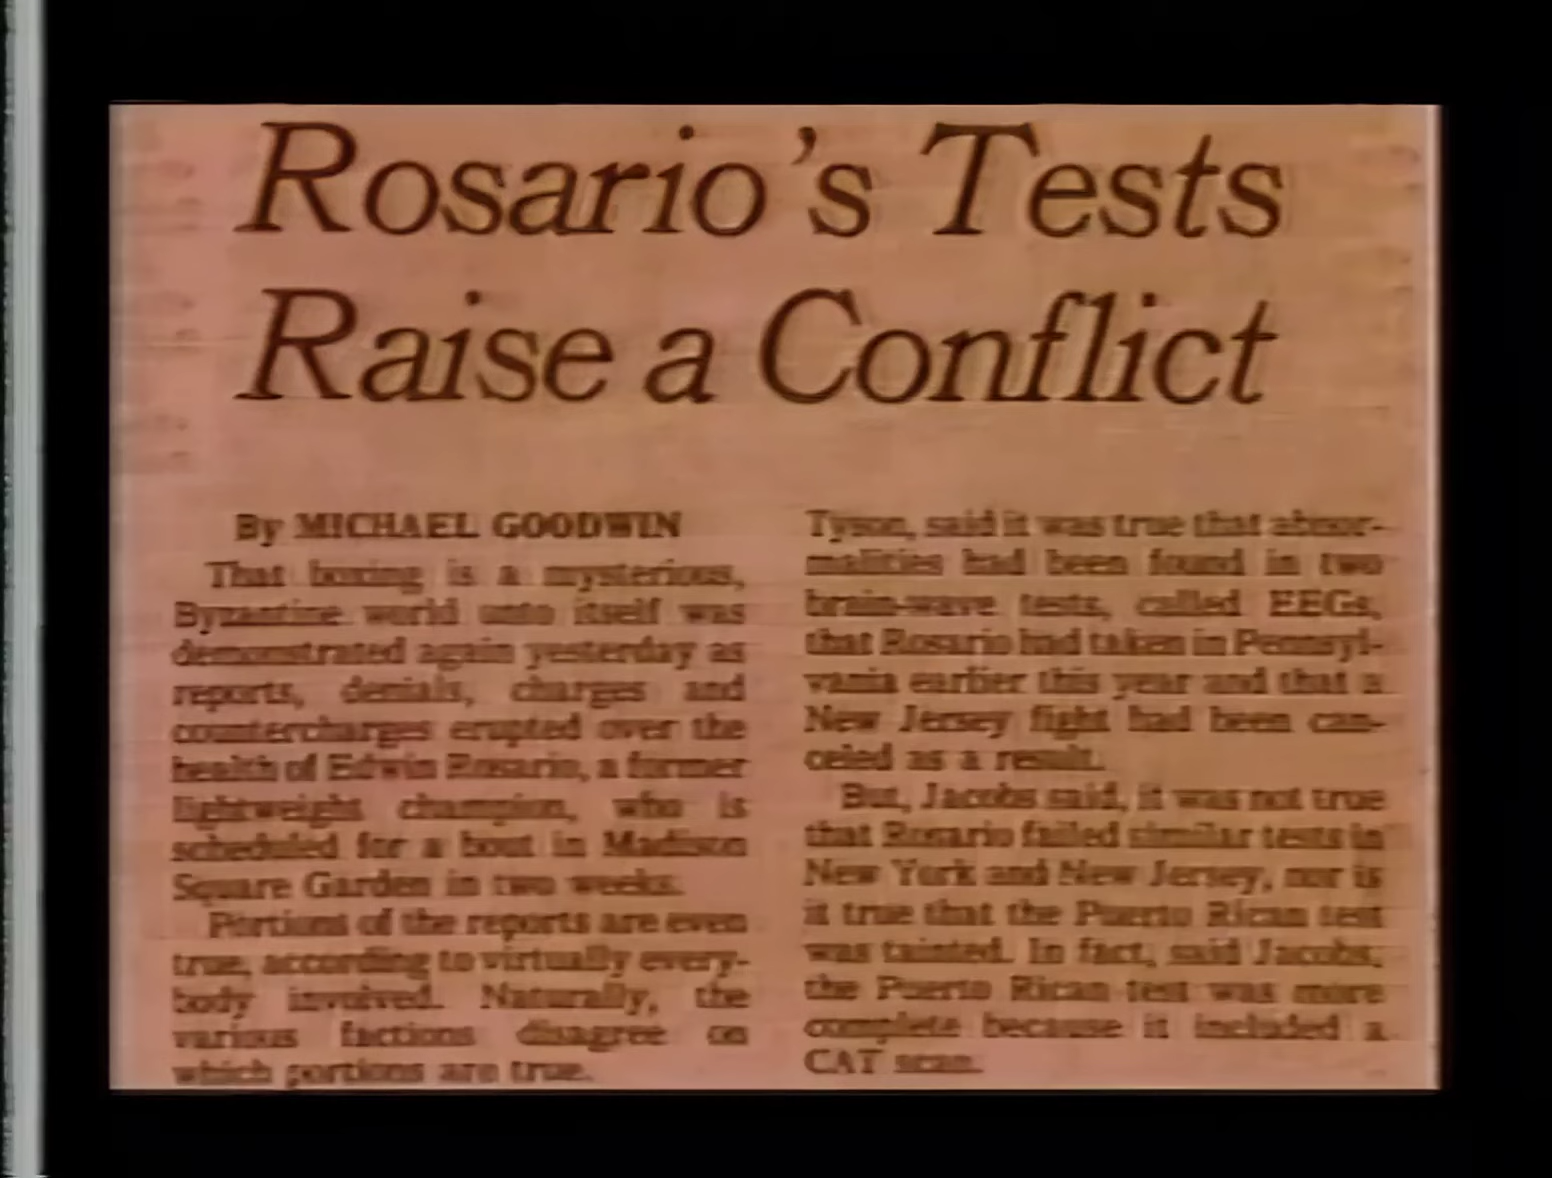 Rosario's Tests
Raise a Conflict
By MICHAEL GOODWIN
That boxing is a mysterious,
Byzantine world unto itself was
demonstrated again yesterday as
reports, denials, charges and
countercharges erupted over the
health of Edwin Rosario, a former
lightweight champion, who is
scheduled for a bout in Madison
Square Garden in two weeks.
Portions of the reports are even
true, according to virtually every-
body involved. Naturally, the
various factions disagree on
which portions are true.
Tyson, said it was true that abnor-
malities had been found in two
brain-wave tests, called EEGs,
that Rosario had taken in Pennsyl-
vania earlier this year and that a
New Jersey fight had been can-
celed as a result.
But, Jacobs said, it was not true
that Rosario failed similar tests in
New York and New Jersey, nor is
it true that the Puerto Rican test
was tainted. In fact, said Jacobs,
the Puerto Rican test was more
complete because it included a
CAT scan.